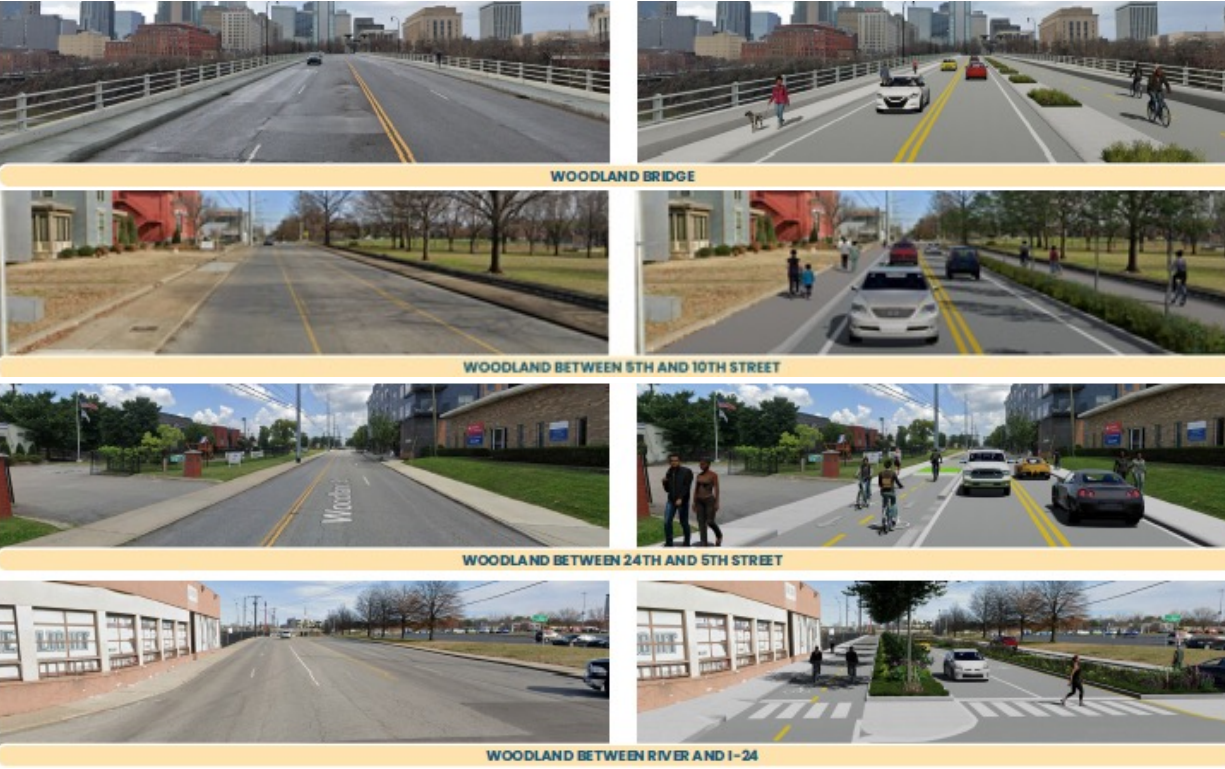 WOODLAND BRIDGE
WOODLAND BETWEEN 5TH AND 10TH STREET
Woodland
WOODLAND BETWEEN 24TH AND 5TH STREET
WOODLAND BETWEEN RIVER AND I-24